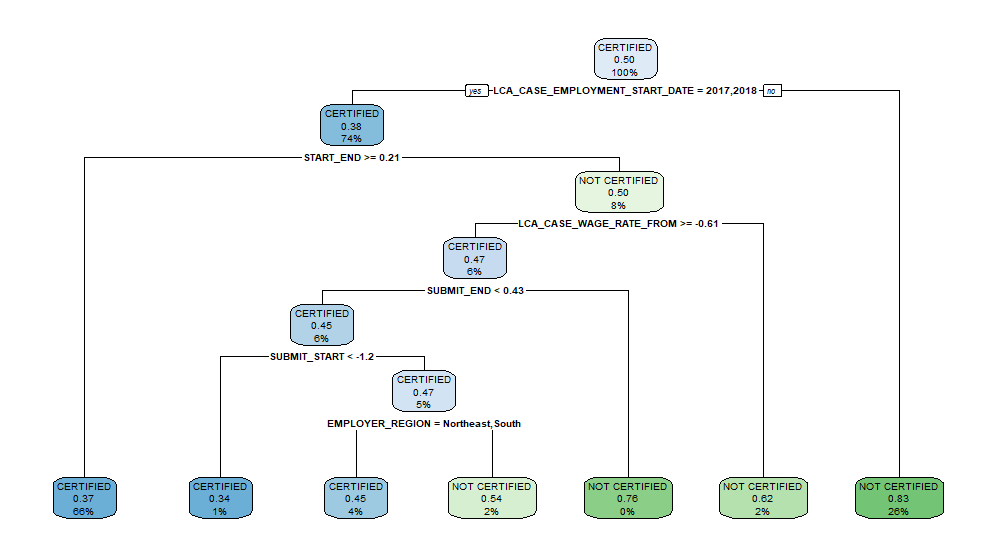 CERTIFIED
0.50
100%
yes LCA_CASE_EMPLOYMENT_START_DATE = 2017,2018 no
CERTIFIED
0.38
74%
START_END >= 0.21
NOT CERTIFIED
0.50
8%
LCA_CASE_WAGE_RATE_FROM >= -0.61
CERTIFIED
0.47
6%
SUBMIT_END < 0.43
CERTIFIED
0.45
6%
SUBMIT_START < -1.2
CERTIFIED
0.47
5%
EMPLOYER_REGION = Northeast,South
CERTIFIED
0.37
66%
CERTIFIED
0.34
1%
CERTIFIED
0.45
4%
NOT CERTIFIED
0.54
2%
NOT CERTIFIED
0.76
0%
NOT CERTIFIED
0.62
2%
NOT CERTIFIED
0.83
26%